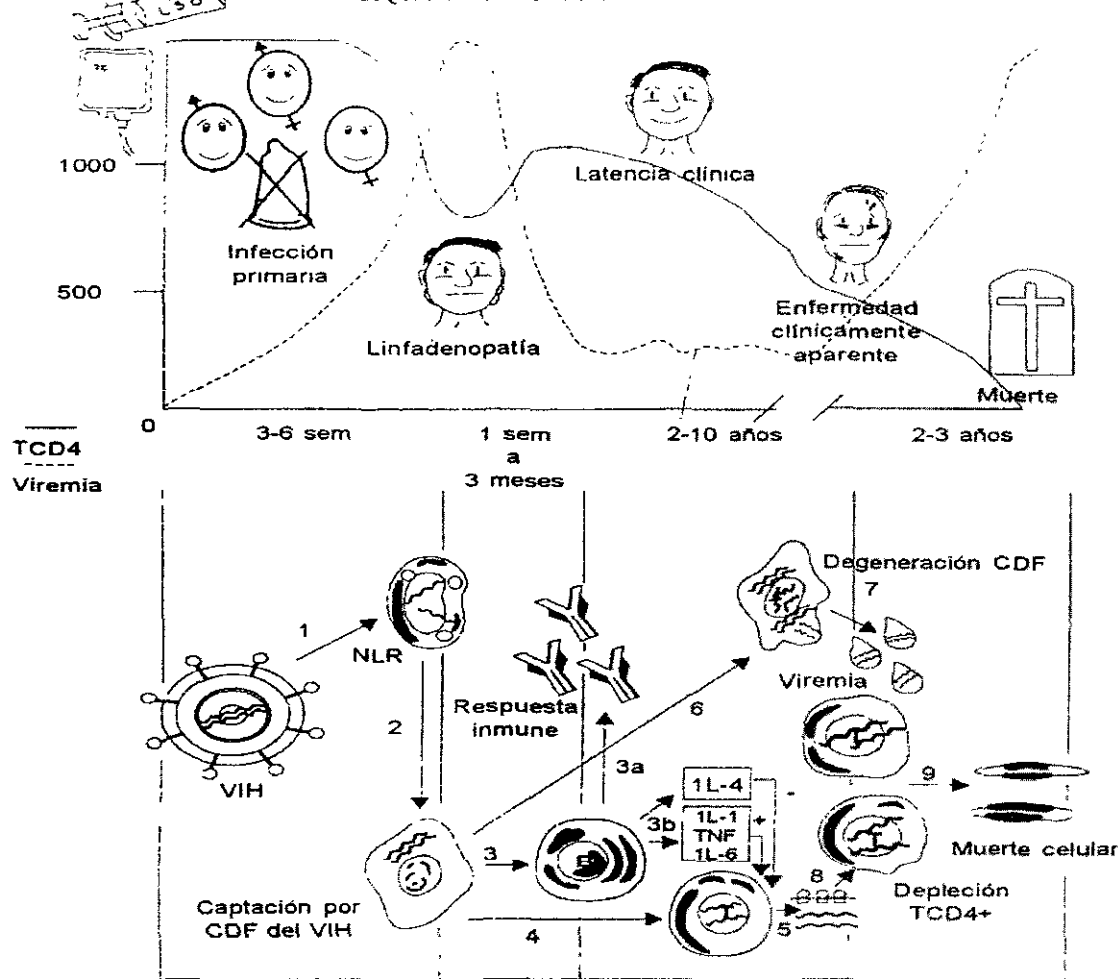 1000
500
0
Infección
primaria
Linfadenopatía
Latencia clínica
Enfermedad
clínicamente
aparente
Muerte
TCD4
Viremia
3-6 sem
1 sem
a
3 meses
2-10 años
2-3 años
1
NLR
2
VIH
Respuesta
inmune
3a
6
Degeneración CDF
7
Viremia
3
B
3b
1L-4
-
1L-1
TNF
1L-6
+
9
Muerte celular
Captación por
CDF del VIH
4
5
8
Depleción
TCD4+